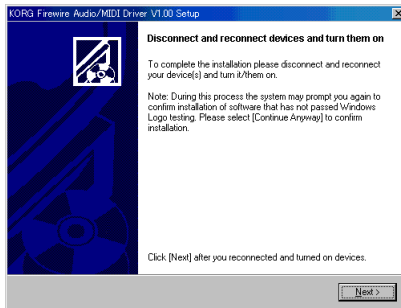 KORG Firewire Audio/MIDI Driver V1.00 Setup
Disconnect and reconnect devices and turn them on
To complete the installation please disconnect and reconnect
your device(s) and turn it/them on.
Note: During this process the system may prompt you again to
confirm installation of software that has not passed Windows
Logo testing. Please select [Continue Anyway] to confirm
installation.
Click [Next] after you reconnected and turned on devices.
Next >